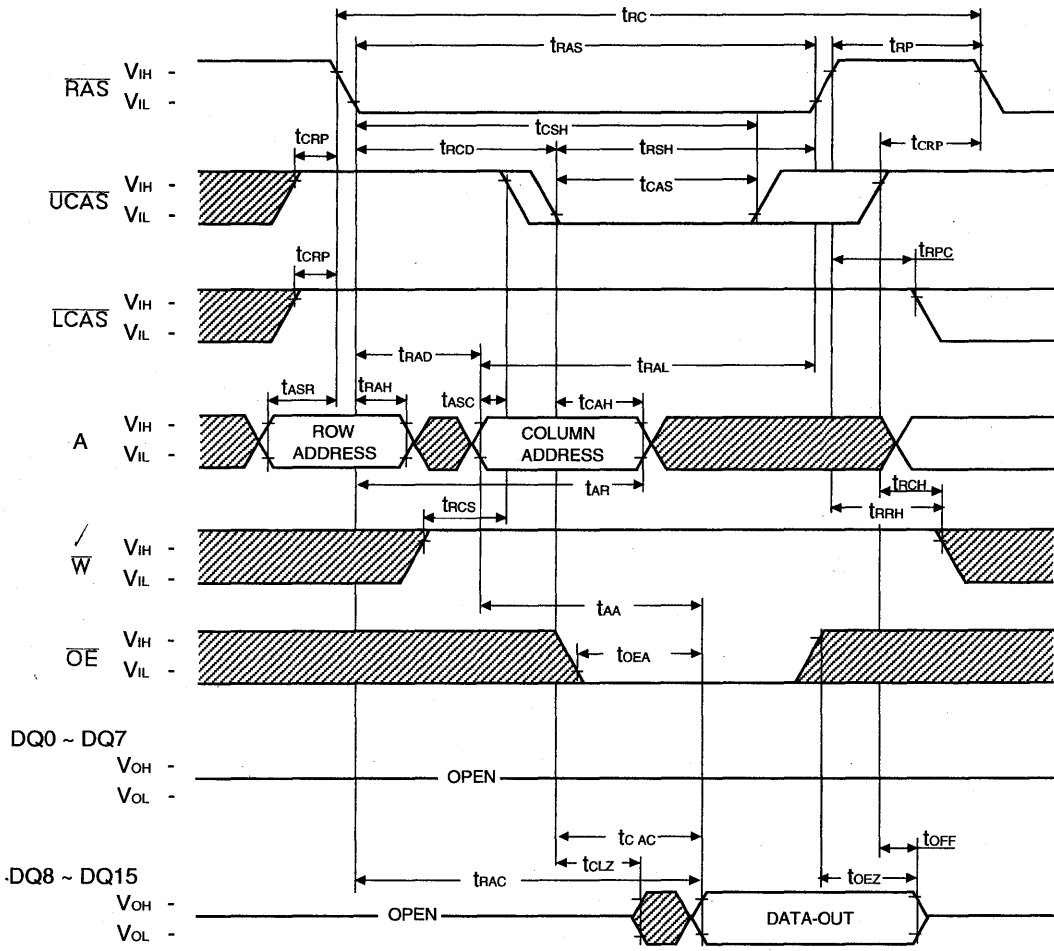 tRC
tRAS tRP
RAS VIH -
VIL -
tCSH
tCRP tRCD tRSH tCRP
UCAS VIH -
VIL -
tCAS
tCRP tRPC
LCAS VIH -
VIL -
tRAD tRAL
tASR tRAH tASC tCAH
A VIH -
VIL -
ROW ADDRESS
COLUMN ADDRESS
tAR
tRCS tRCH
tRRH
W VIH -
VIL -
tAA
OE VIH -
VIL -
tOEA
DQ0 ~ DQ7
VOH -
VOL -
OPEN
tCAC
tCLZ tOFF
DQ8 ~ DQ15
tRAC tOEZ
VOH -
VOL -
OPEN DATA-OUT